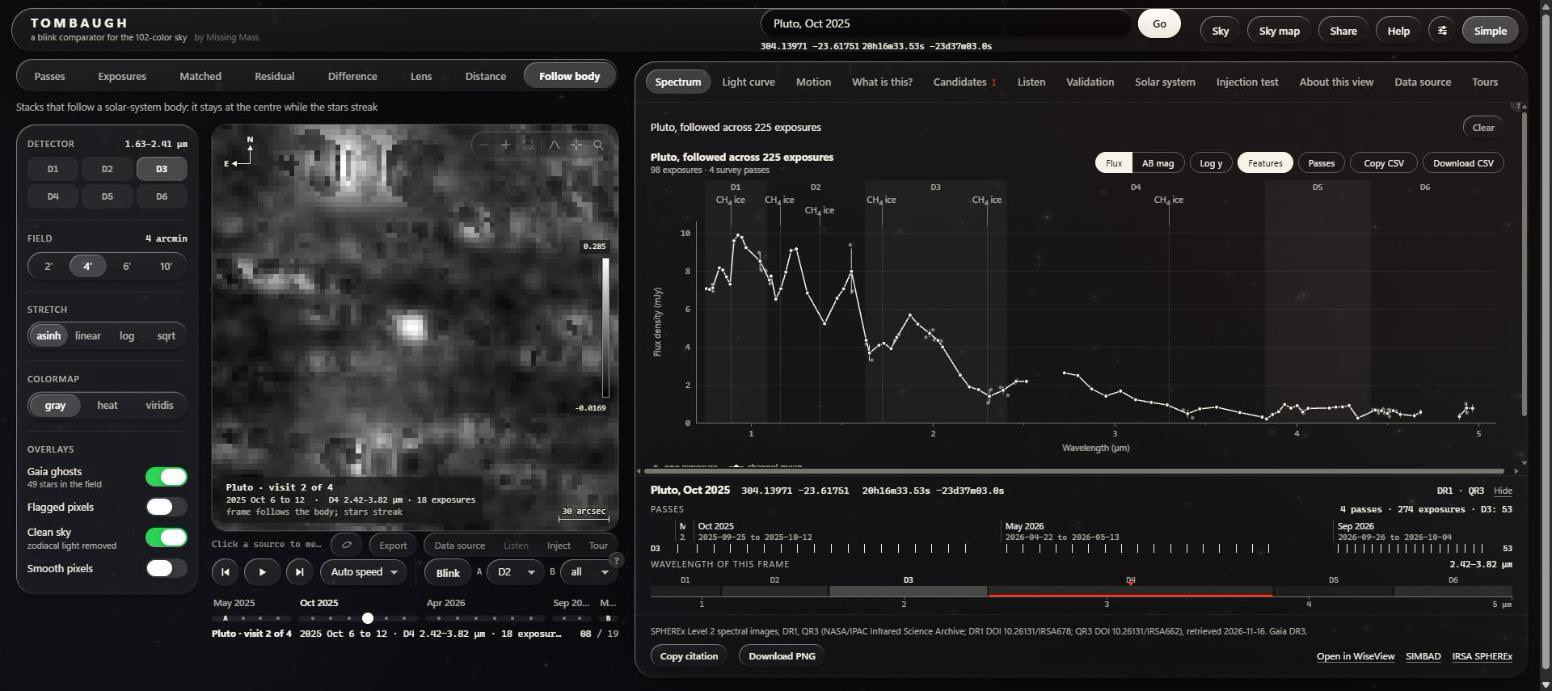 TOMBAUGH
a blink comparator for the 102-color sky by Missing Mass
Pluto, Oct 2025
Go
304.13971 −23.61751 20h16m33.53s −23d37m03.0s
Sky
Sky map
Share
Help
Simple
Passes
Exposures
Matched
Residual
Difference
Lens
Distance
Follow body
Stacks that follow a solar-system body: it stays at the centre while the stars streak
DETECTOR 1.63–2.41 µm
D1 D2 D3
D4 D5 D6
FIELD 4 arcmin
2' 4' 6' 10'
STRETCH
asinh linear log sqrt
COLORMAP
gray heat viridis
OVERLAYS
Gaia ghosts
49 stars in the field
Flagged pixels
Clean sky
zodiacal light removed
Smooth pixels
N
E
0.285
-0.0169
Pluto · visit 2 of 4
2025 Oct 6 to 12 · D4 2.42–3.82 µm · 18 exposures
frame follows the body; stars streak
30 arcsec
Click a source to me…
Export
Data source
Listen
Inject
Tour
?
Auto speed
Blink
A D2
B all
May 2025 Oct 2025 Apr 2026 Sep 20… M…
A B
Pluto · visit 2 of 4 2025 Oct 6 to 12 · D4 2.42–3.82 µm · 18 exposur… 08 / 19
Spectrum
Light curve
Motion
What is this?
Candidates 1
Listen
Validation
Solar system
Injection test
About this view
Data source
Tours
?
Pluto, followed across 225 exposures
Clear
Pluto, followed across 225 exposures
98 exposures · 4 survey passes
Flux
AB mag
Log y
Features
Passes
Copy CSV
Download CSV
D1 D2 D3 D4 D5 D6
CH4 ice CH4 ice CH4 ice CH4 ice CH4 ice CH4 ice
Flux density (mJy)
10
8
6
4
2
0
1 2 3 4 5
Wavelength (µm)
one exposure channel mean
Pluto, Oct 2025 304.13971 −23.61751 20h16m33.53s −23d37m03.0s
DR1 · QR3 Hide
PASSES 4 passes · 274 exposures · D3: 53
Oct 2025 May 2026 Sep 2026
2025-09-25 to 2025-10-12 2026-04-22 to 2026-05-13 2026-09-26 to 2026-10-04
D3 53
WAVELENGTH OF THIS FRAME 2.42–3.82 µm
D1 D2 D3 D4 D5 D6
1 2 3 4 5 µm
SPHEREx Level 2 spectral images, DR1, QR3 (NASA/IPAC Infrared Science Archive; DR1 DOI 10.26131/IRSA678; QR3 DOI 10.26131/IRSA662), retrieved 2026-11-16. Gaia DR3.
Copy citation
Download PNG
Open in WiseView
SIMBAD
IRSA SPHEREx